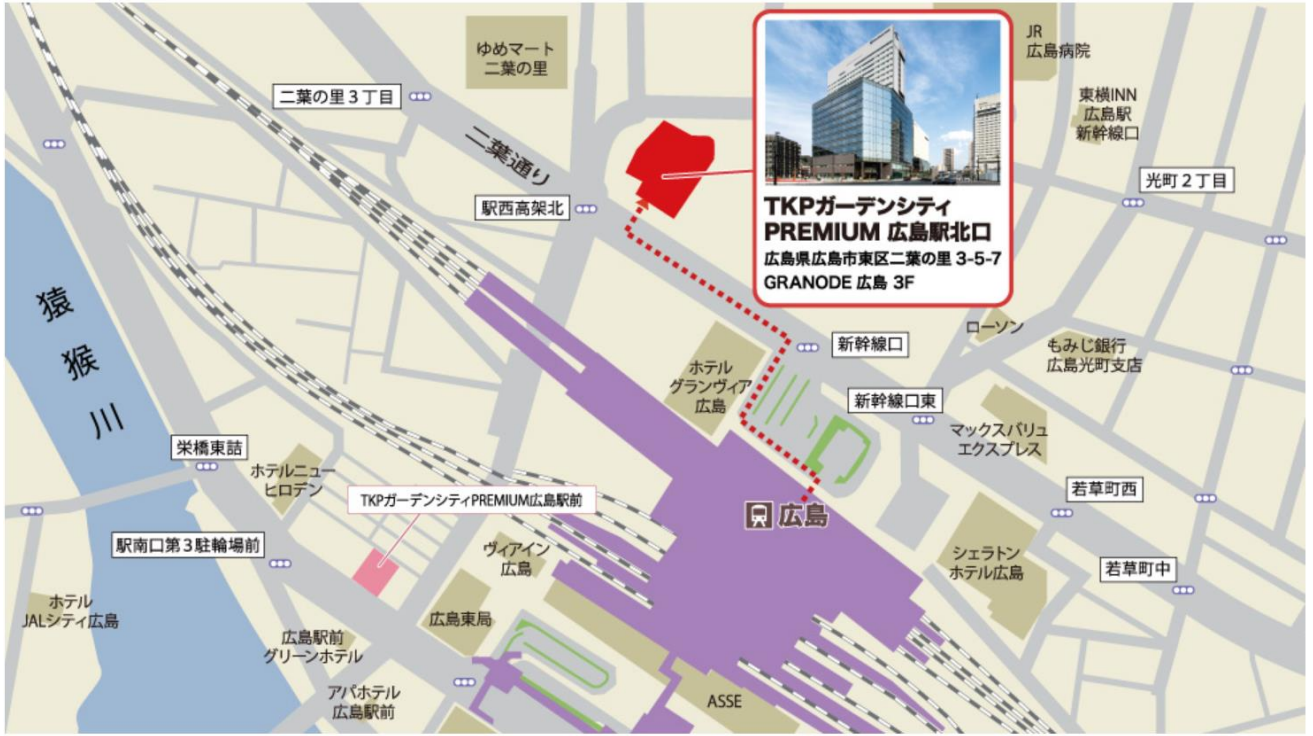 ゆめマート
二葉の里
JR
広島病院
二葉の里3丁目
東横INN
広島駅
新幹線口
二葉通り
光町2丁目
駅西高架北
TKPガーデンシティ
PREMIUM 広島駅北口
広島県広島市東区二葉の里 3-5-7
GRANODE 広島 3F
猿猴川
ローソン
新幹線口
もみじ銀行
広島光町支店
ホテル
グランヴィア
広島
新幹線口東
マックスバリュ
エクスプレス
栄橋東詰
ホテルニュー
ヒロデン
TKPガーデンシティPREMIUM広島駅前
若草町西
広島
駅南口第3駐輪場前
ヴィアイン
広島
シェラトン
ホテル広島
若草町中
ホテル
JALシティ広島
広島東局
広島駅前
グリーンホテル
アパホテル
広島駅前
ASSE